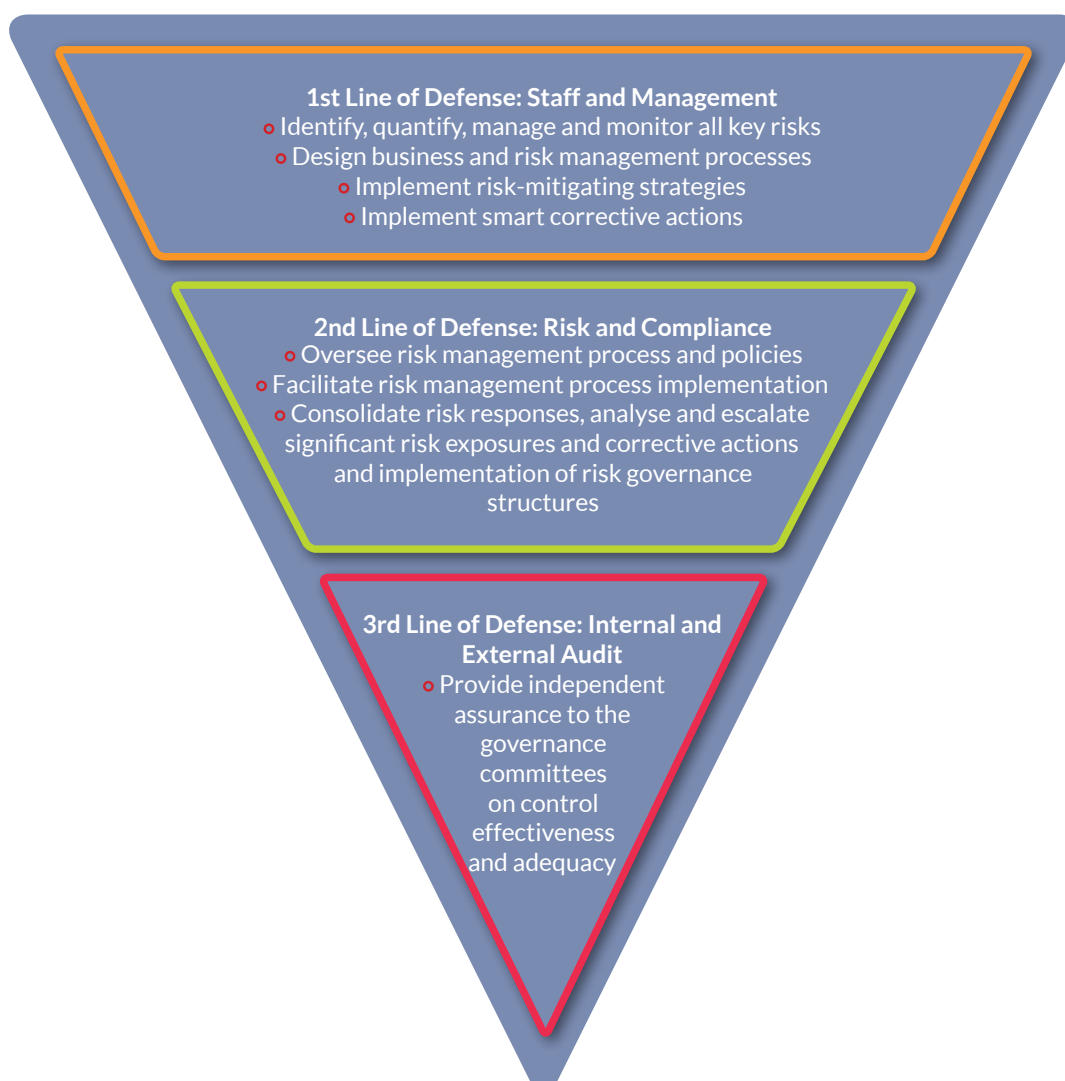 1st Line of Defense: Staff and Management
Identify, quantify, manage and monitor all key risks
Design business and risk management processes
Implement risk-mitigating strategies
Implement smart corrective actions
2nd Line of Defense: Risk and Compliance
Oversee risk management process and policies
Facilitate risk management process implementation
Consolidate risk responses, analyse and escalate
significant risk exposures and corrective actions
and implementation of risk governance
structures
3rd Line of Defense: Internal and
External Audit
Provide independent
assurance to the
governance
committees
on control
effectiveness
and adequacy